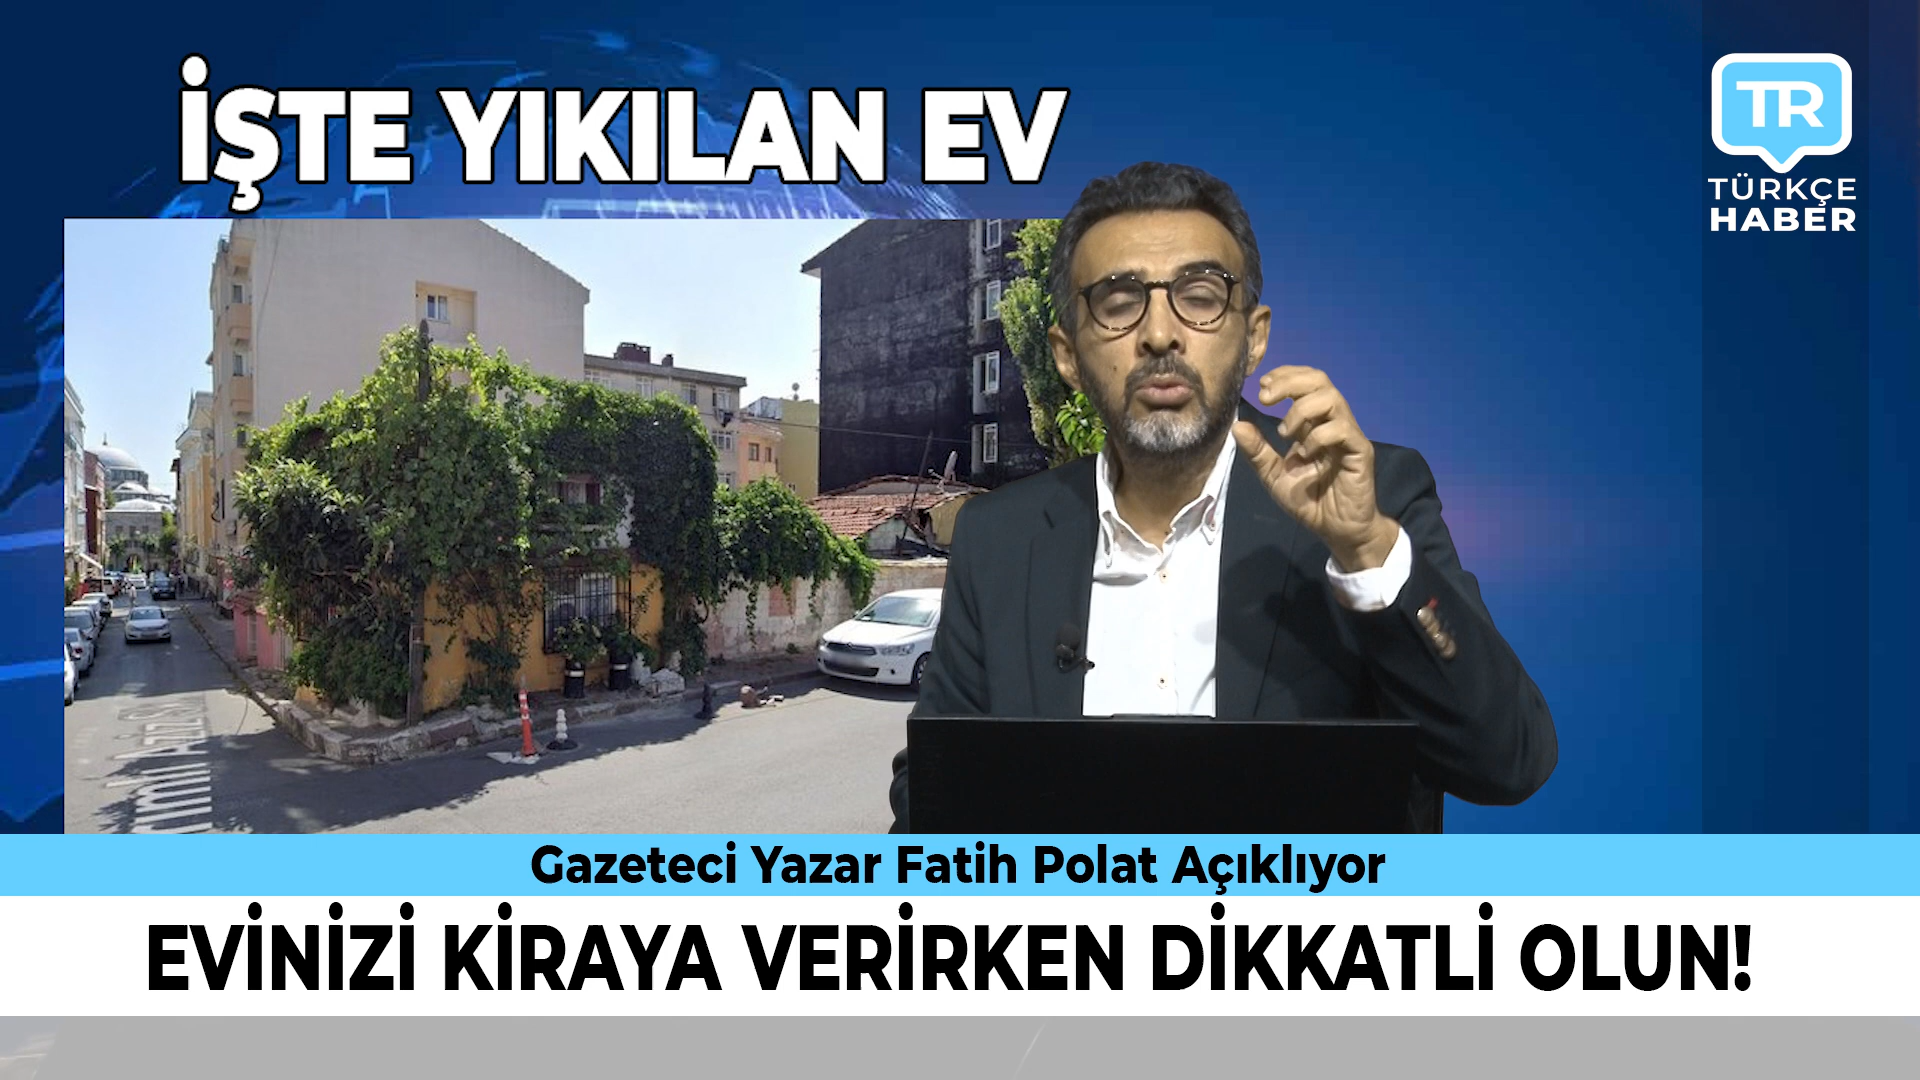 İŞTE YIKILAN EV
TR
TÜRKÇE
HABER
Gazeteci Yazar Fatih Polat Açıklıyor
EVİNİZİ KİRAYA VERİRKEN DİKKATLİ OLUN!